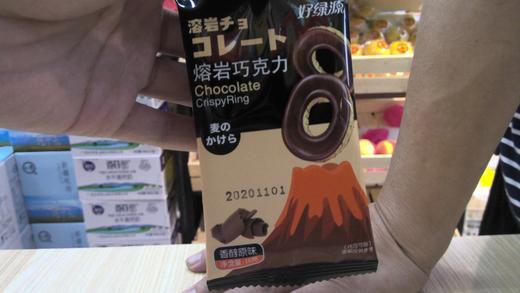 好绿源
溶岩チョ
コレート
熔岩巧克力
Chocolate
CrispyRing
麦の
かけら
20201101
香醇原味